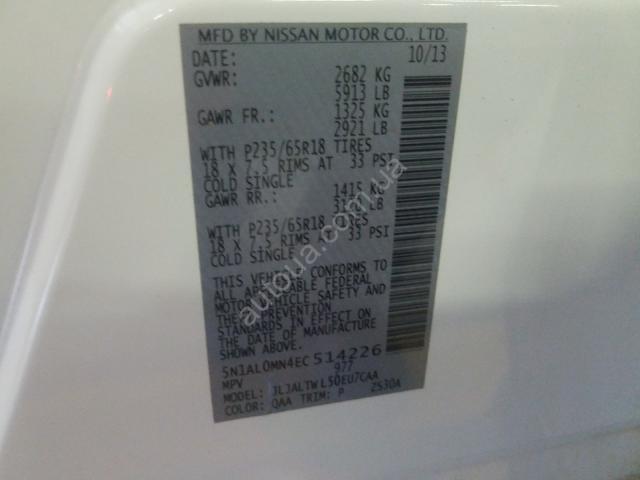 MFD BY NISSAN MOTOR CO., LTD.
DATE: 10/13
GVWR: 2682 KG
5913 LB
GAWR FR.: 1325 KG
2921 LB
WITH P235/65R18 TIRES
18 X 7.5 RIMS AT 33 PSI
COLD SINGLE
GAWR RR.: 1415 KG
LB
WITH P235/65R18 TIRES
18 X 7.5 RIMS AT 33 PSI
COLD SINGLE
THIS VEHICLE CONFORMS TO
ALL APPLICABLE FEDERAL
MOTOR VEHICLE SAFETY AND
THEFT PREVENTION
STANDARDS IN EFFECT
ON THE DATE OF MANUFACTURE
SHOWN ABOVE.
5N1AL0MN4EC514226
MPV 977
MODEL: JLJALTWL50EU7CAA
COLOR: QAA TRIM: P ZS30A
autoua.com.ua